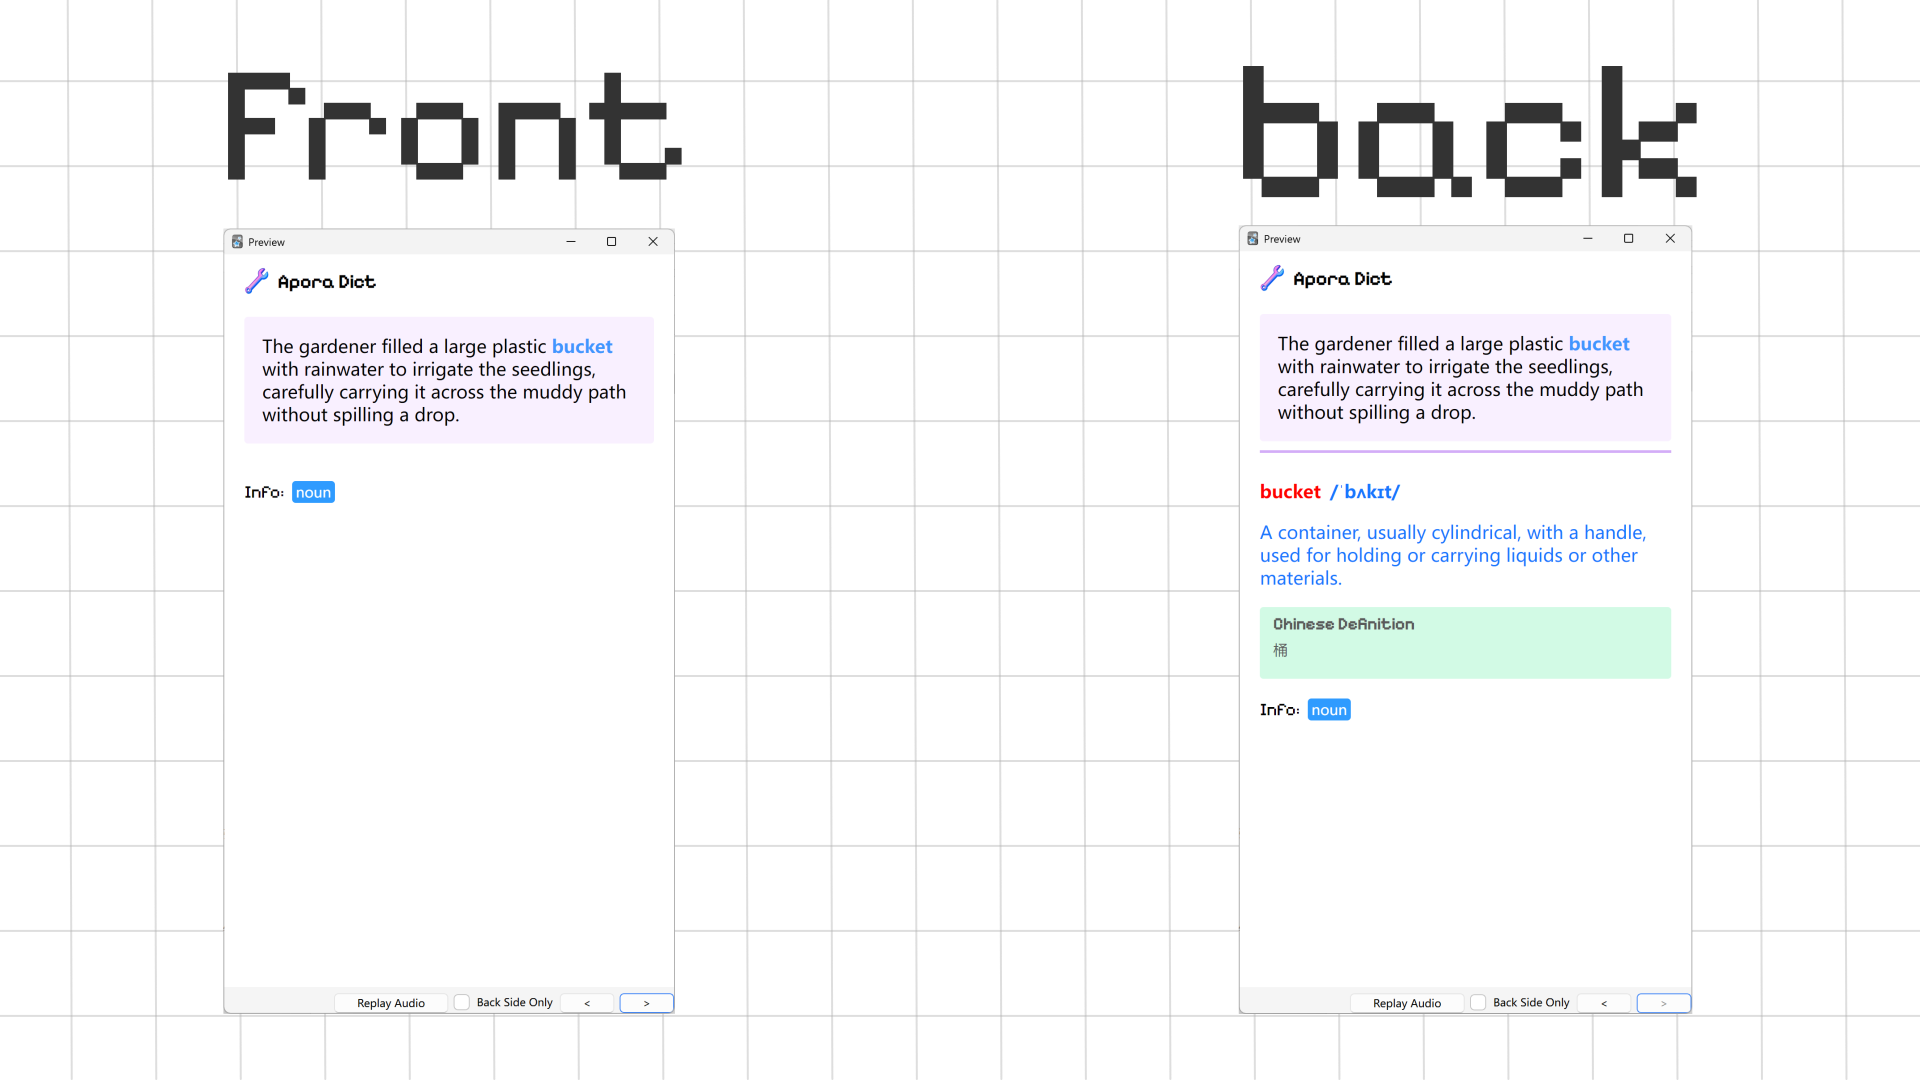 Front
Preview
Apora Dict
The gardener filled a large plastic bucket
with rainwater to irrigate the seedlings,
carefully carrying it across the muddy path
without spilling a drop.
Info: noun
Replay Audio
Back Side Only
<
>
back
Preview
Apora Dict
The gardener filled a large plastic bucket
with rainwater to irrigate the seedlings,
carefully carrying it across the muddy path
without spilling a drop.
bucket /ˈbʌkɪt/
A container, usually cylindrical, with a handle,
used for holding or carrying liquids or other
materials.
Chinese Definition
桶
Info: noun
Replay Audio
Back Side Only
<
>